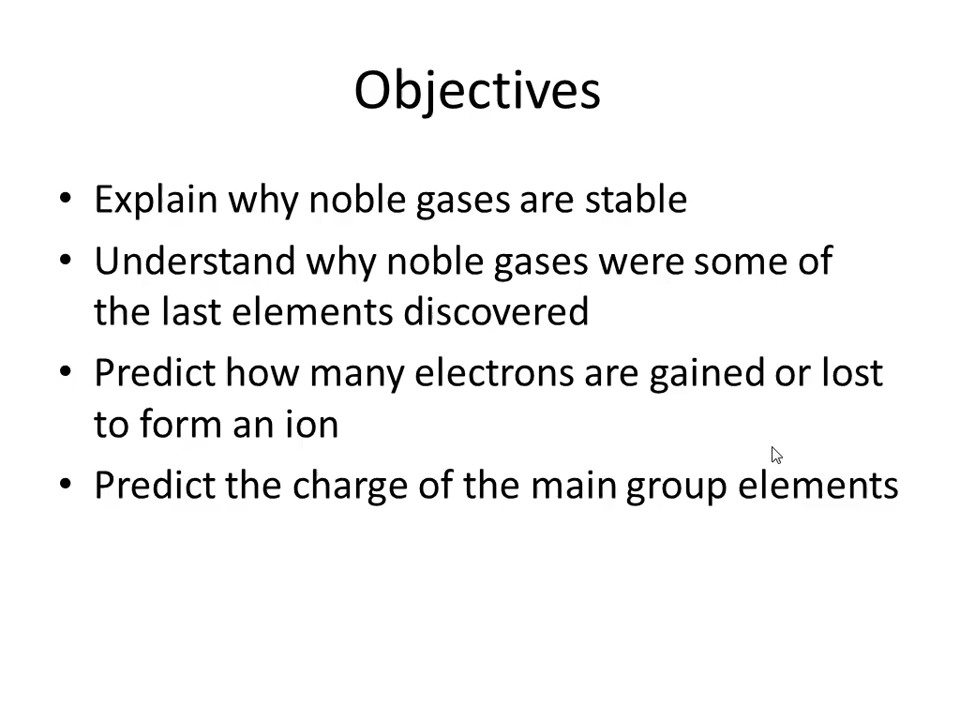 Objectives
• Explain why noble gases are stable
• Understand why noble gases were some of
the last elements discovered
• Predict how many electrons are gained or lost
to form an ion
• Predict the charge of the main group elements